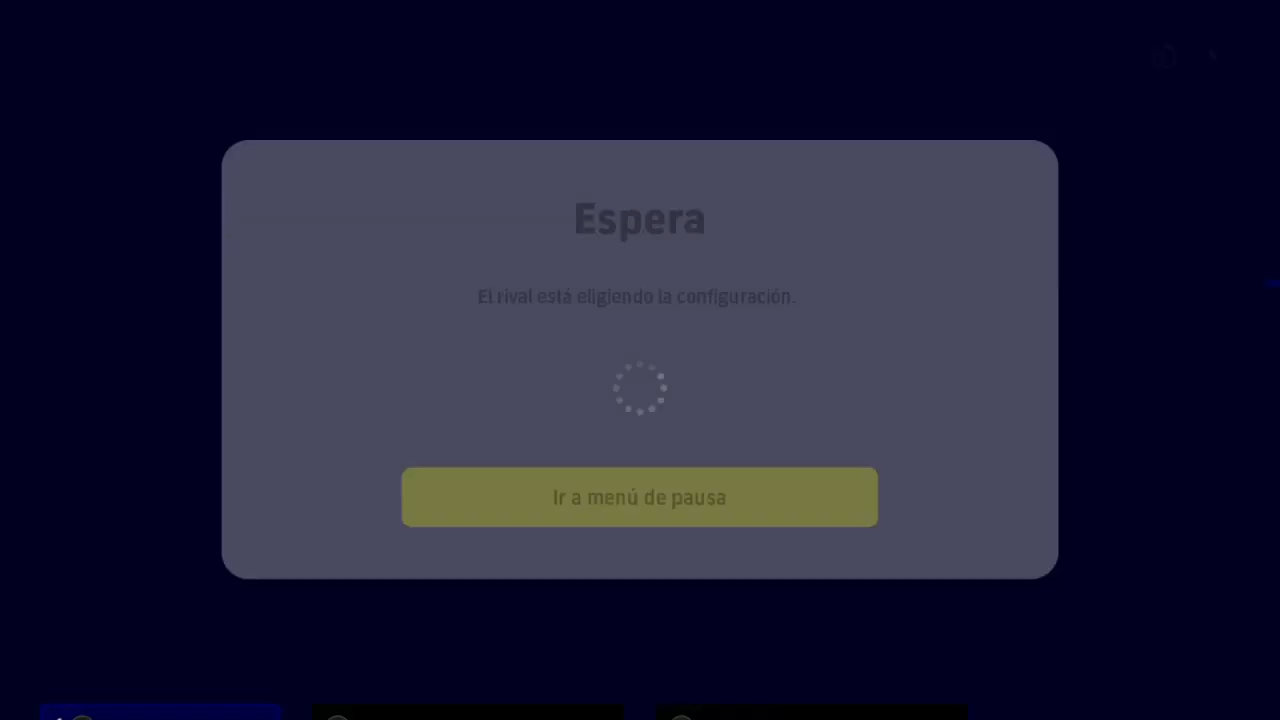 Espera
El rival está eligiendo la configuración.
Ir a menú de pausa